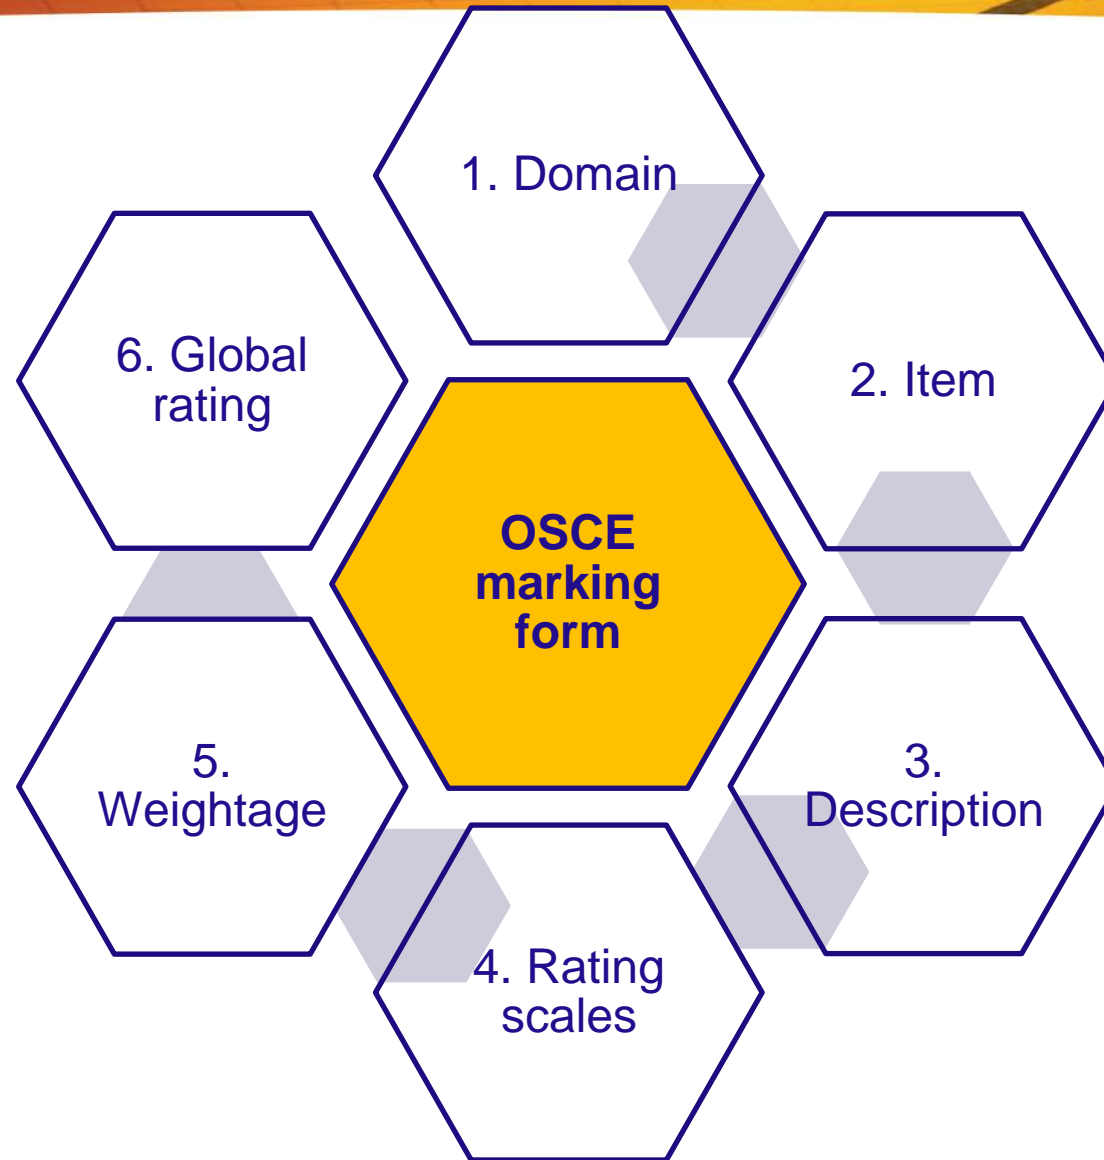 1. Domain
2. Item
3.
Description
4. Rating
scales
5.
Weightage
6. Global
rating
OSCE
marking
form